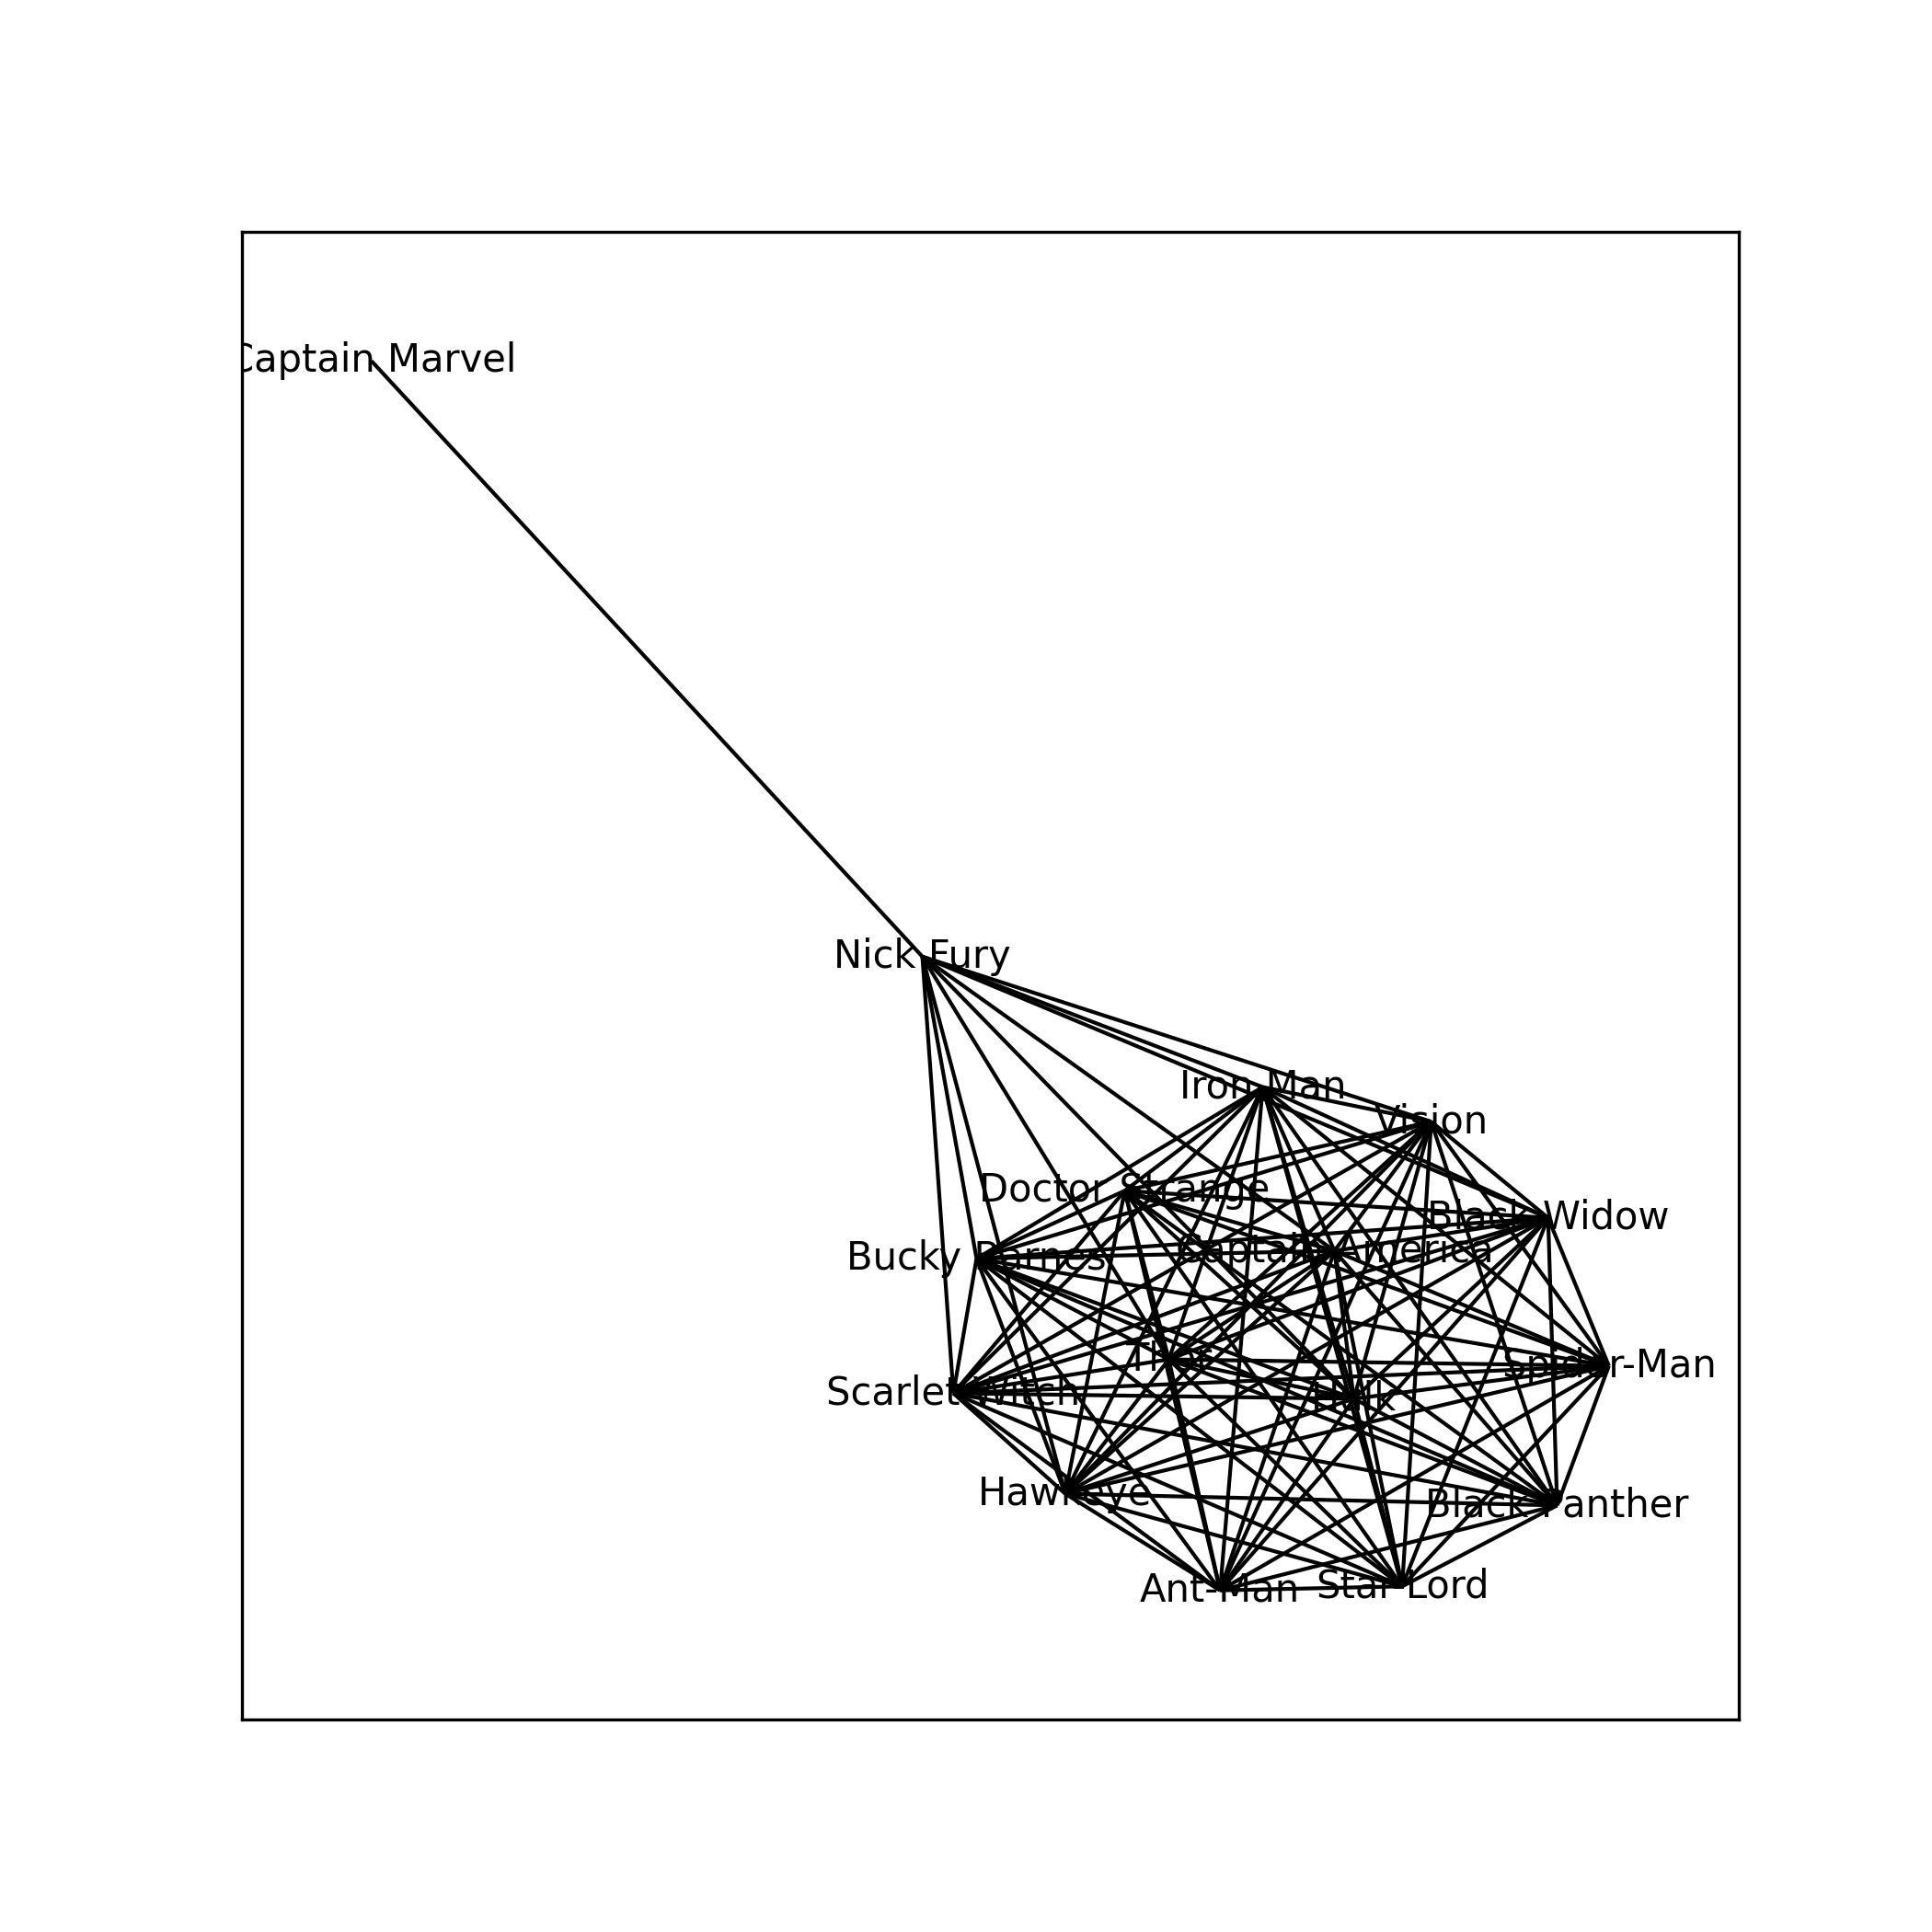 Captain Marvel
Nick Fury
Iron Man
Vision
Doctor Strange
Black Widow
Captain America
Bucky Barnes
Thor
Spider-Man
Scarlet Witch
Hulk
Hawkeye
Black Panther
Star Lord
Ant-Man